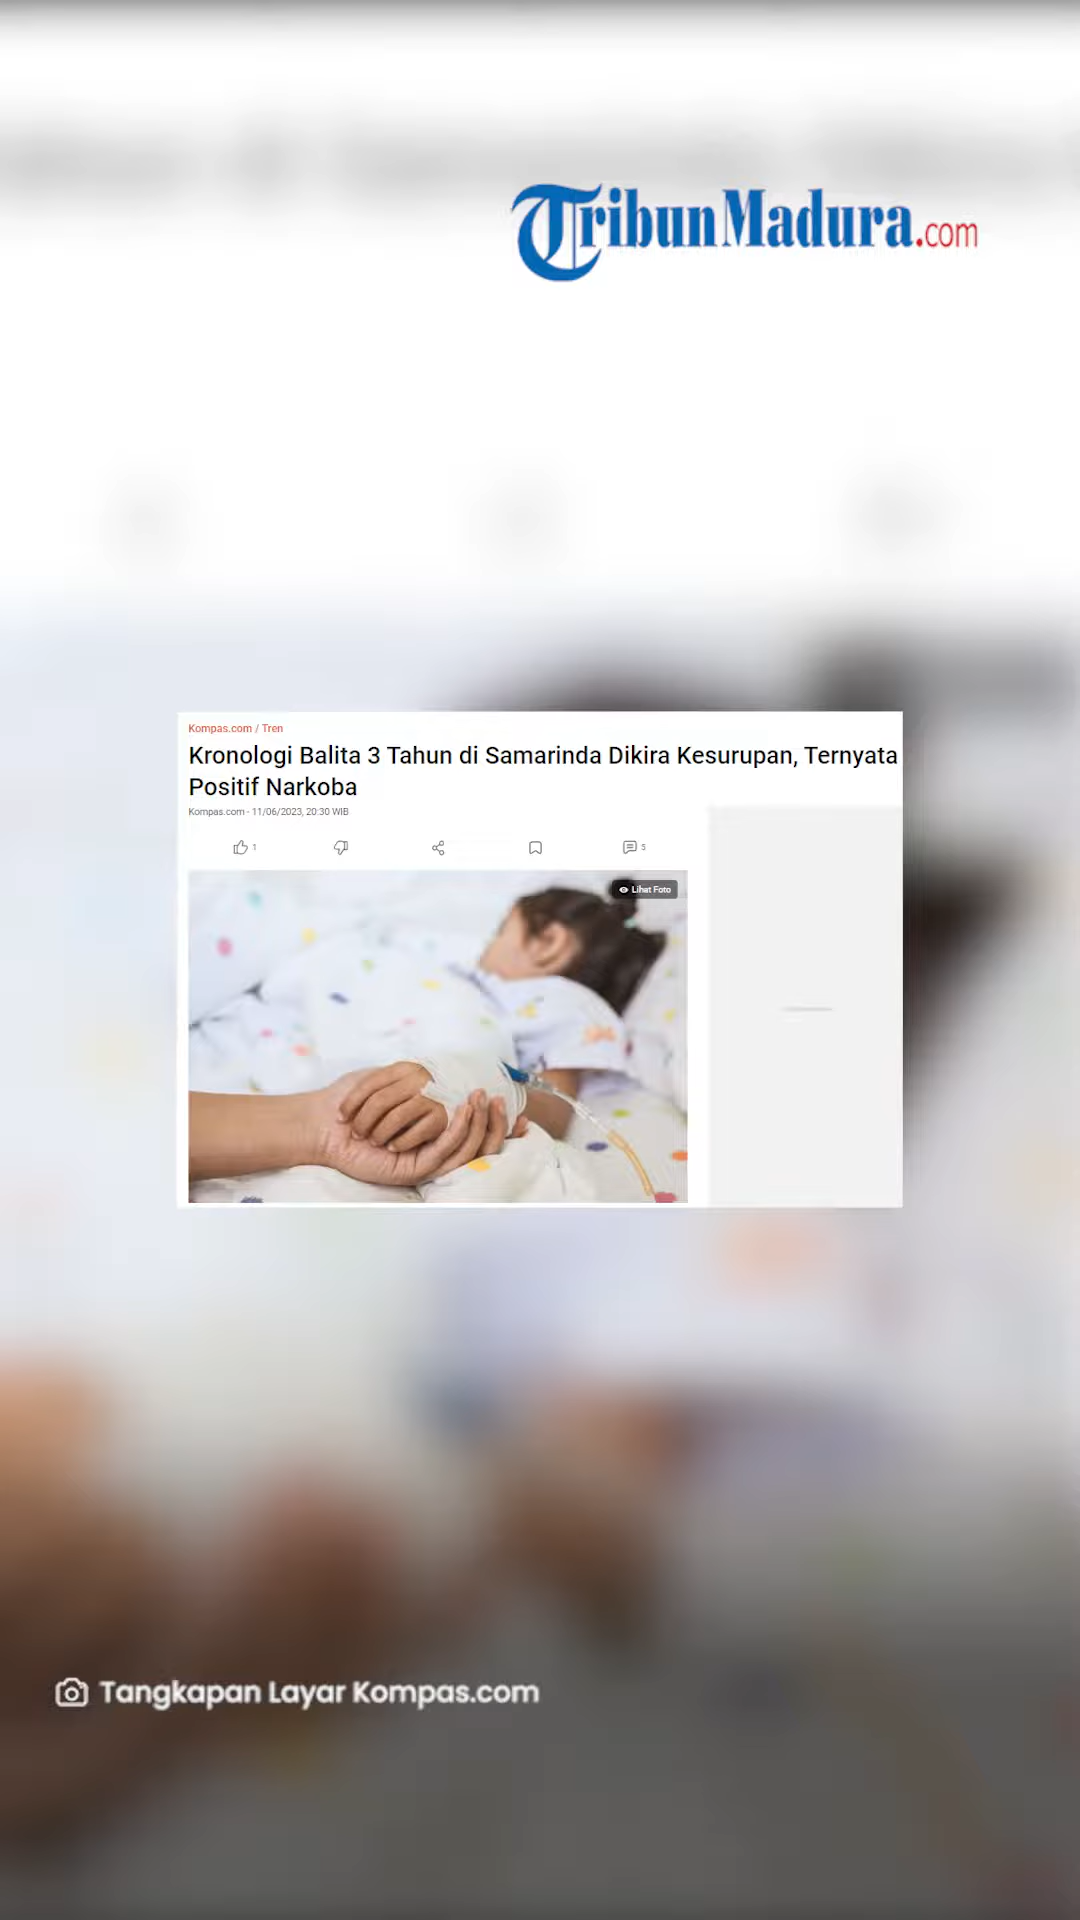 TribunMadura.com
Kompas.com / Tren
Kronologi Balita 3 Tahun di Samarinda Dikira Kesurupan, Ternyata
Positif Narkoba
Kompas.com - 11/06/2023, 20:30 WIB
1
5
Lihat Foto
Tangkapan Layar Kompas.com